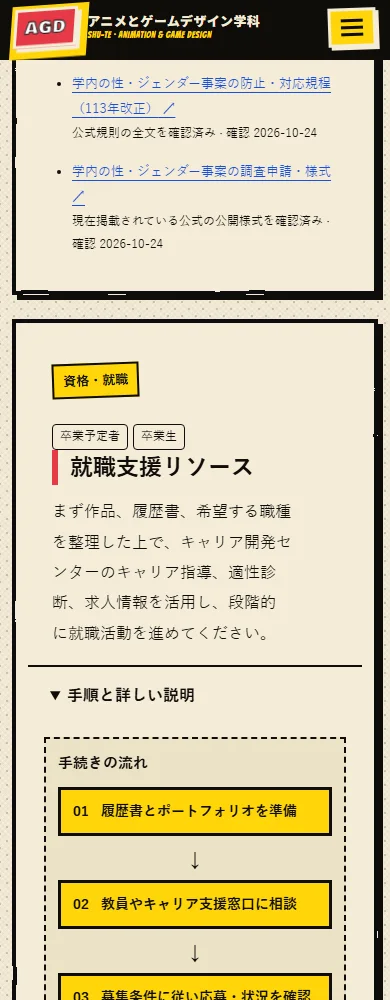 AGD
アニメとゲームデザイン学科
SHU-TE · ANIMATION & GAME DESIGN
学内の性・ジェンダー事案の防止・対応規程
（113年改正） ↗
公式規則の全文を確認済み · 確認 2026-10-24
学内の性・ジェンダー事案の調査申請・様式
↗
現在掲載されている公式の公開様式を確認済み ·
確認 2026-10-24
資格・就職
卒業予定者 卒業生
就職支援リソース
まず作品、履歴書、希望する職種
を整理した上で、キャリア開発セ
ンターのキャリア指導、適性診
断、求人情報を活用し、段階的
に就職活動を進めてください。
▼ 手順と詳しい説明
手続きの流れ
01 履歴書とポートフォリオを準備
↓
02 教員やキャリア支援窓口に相談
↓
03 募集条件に従い応募・状況を確認